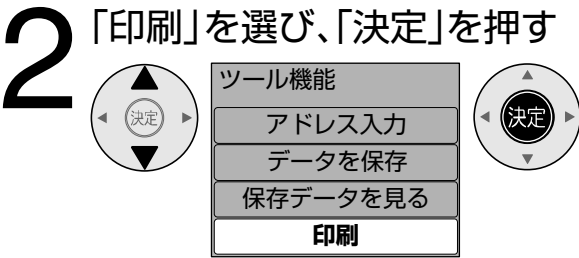 2 「印刷」を選び、「決定」を押す
決定
ツール機能
アドレス入力
データを保存
保存データを見る
印刷
決定